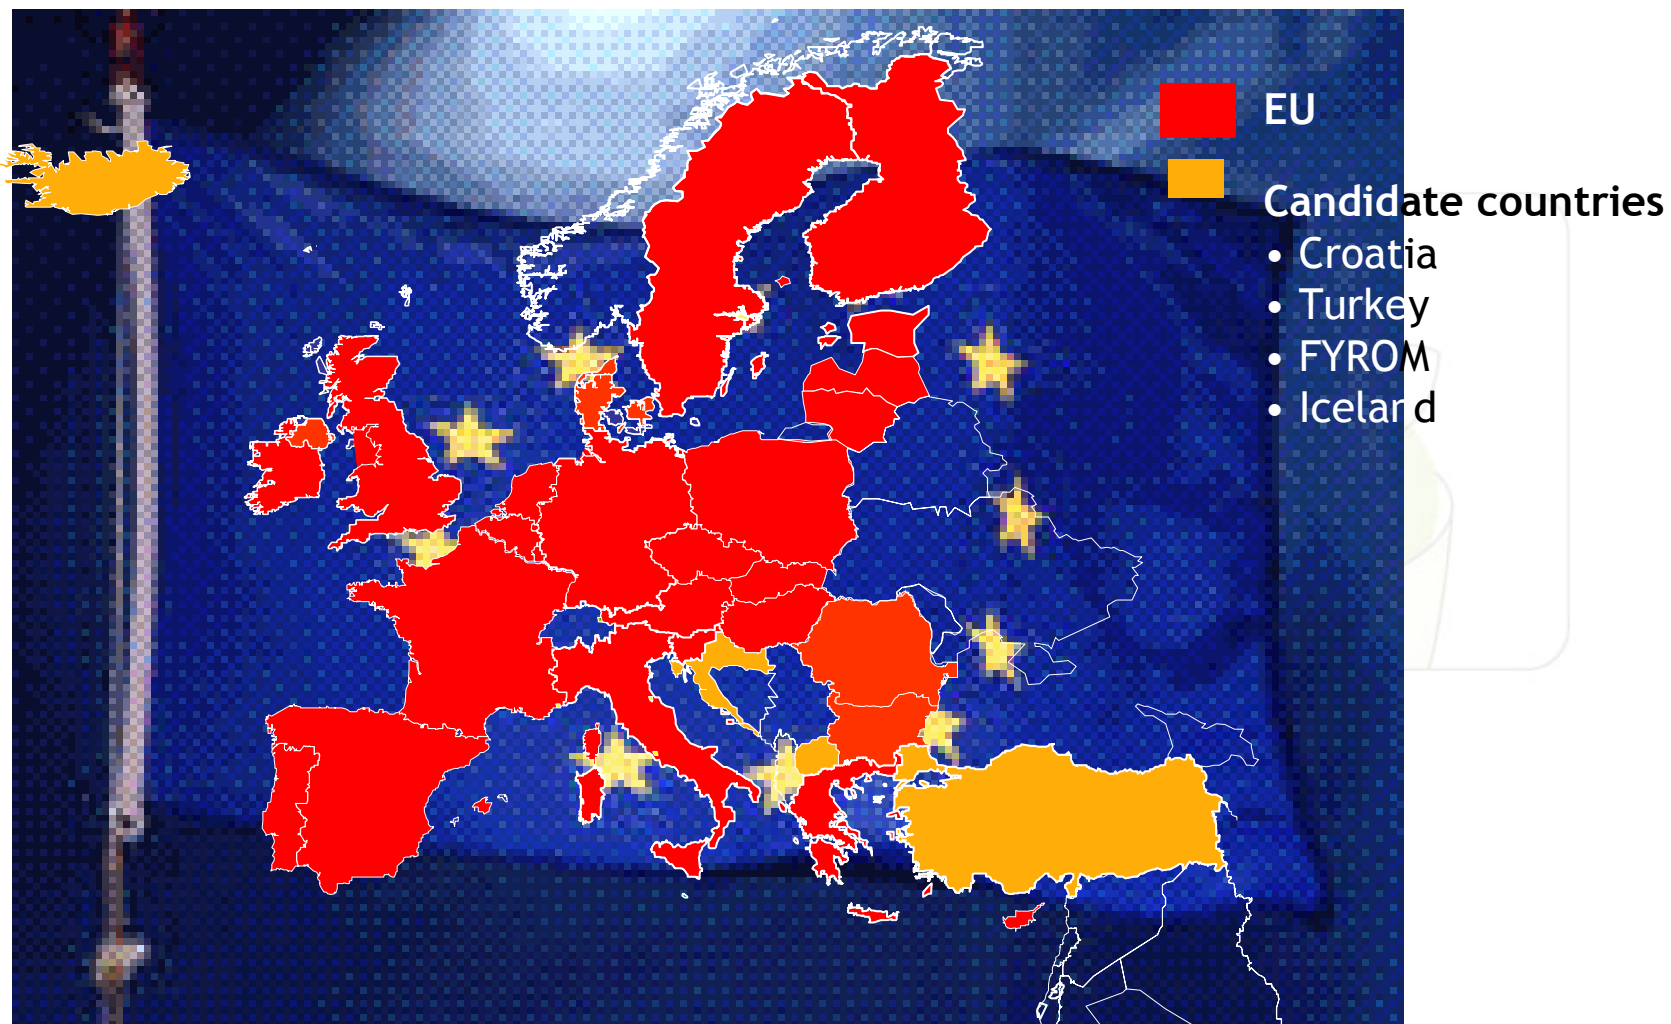 EU
Candidate countries
• Croatia
• Turkey
• FYROM
• Iceland